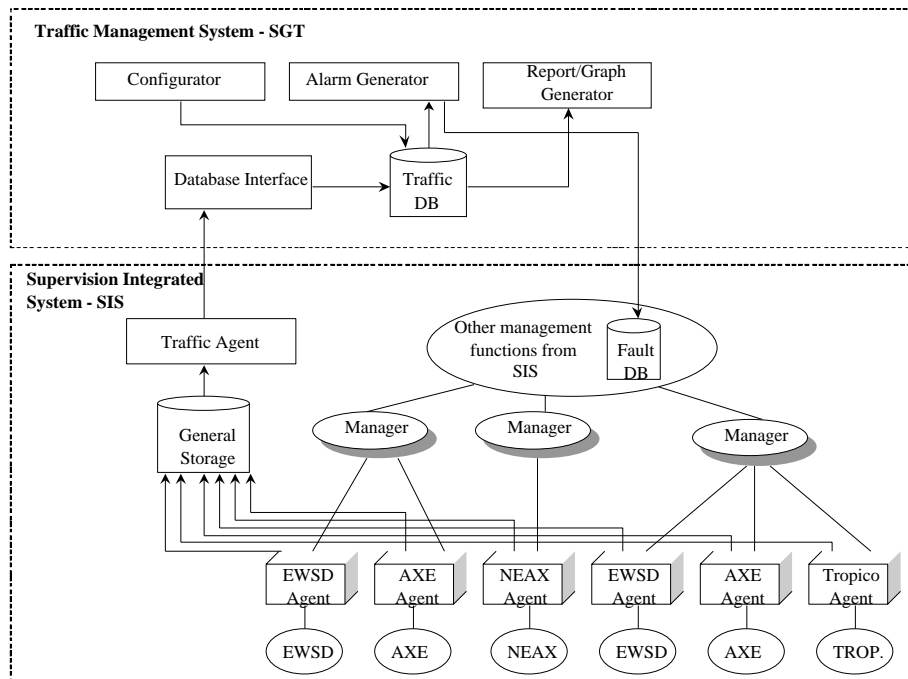 Traffic Management System - SGT
Configurator
Alarm Generator
Report/Graph
Generator
Database Interface
Traffic
DB
Supervision Integrated
System - SIS
Traffic Agent
Other management
functions from
SIS
Fault
DB
General
Storage
Manager
Manager
Manager
EWSD
Agent
AXE
Agent
NEAX
Agent
EWSD
Agent
AXE
Agent
Tropico
Agent
EWSD
AXE
NEAX
EWSD
AXE
TROP.